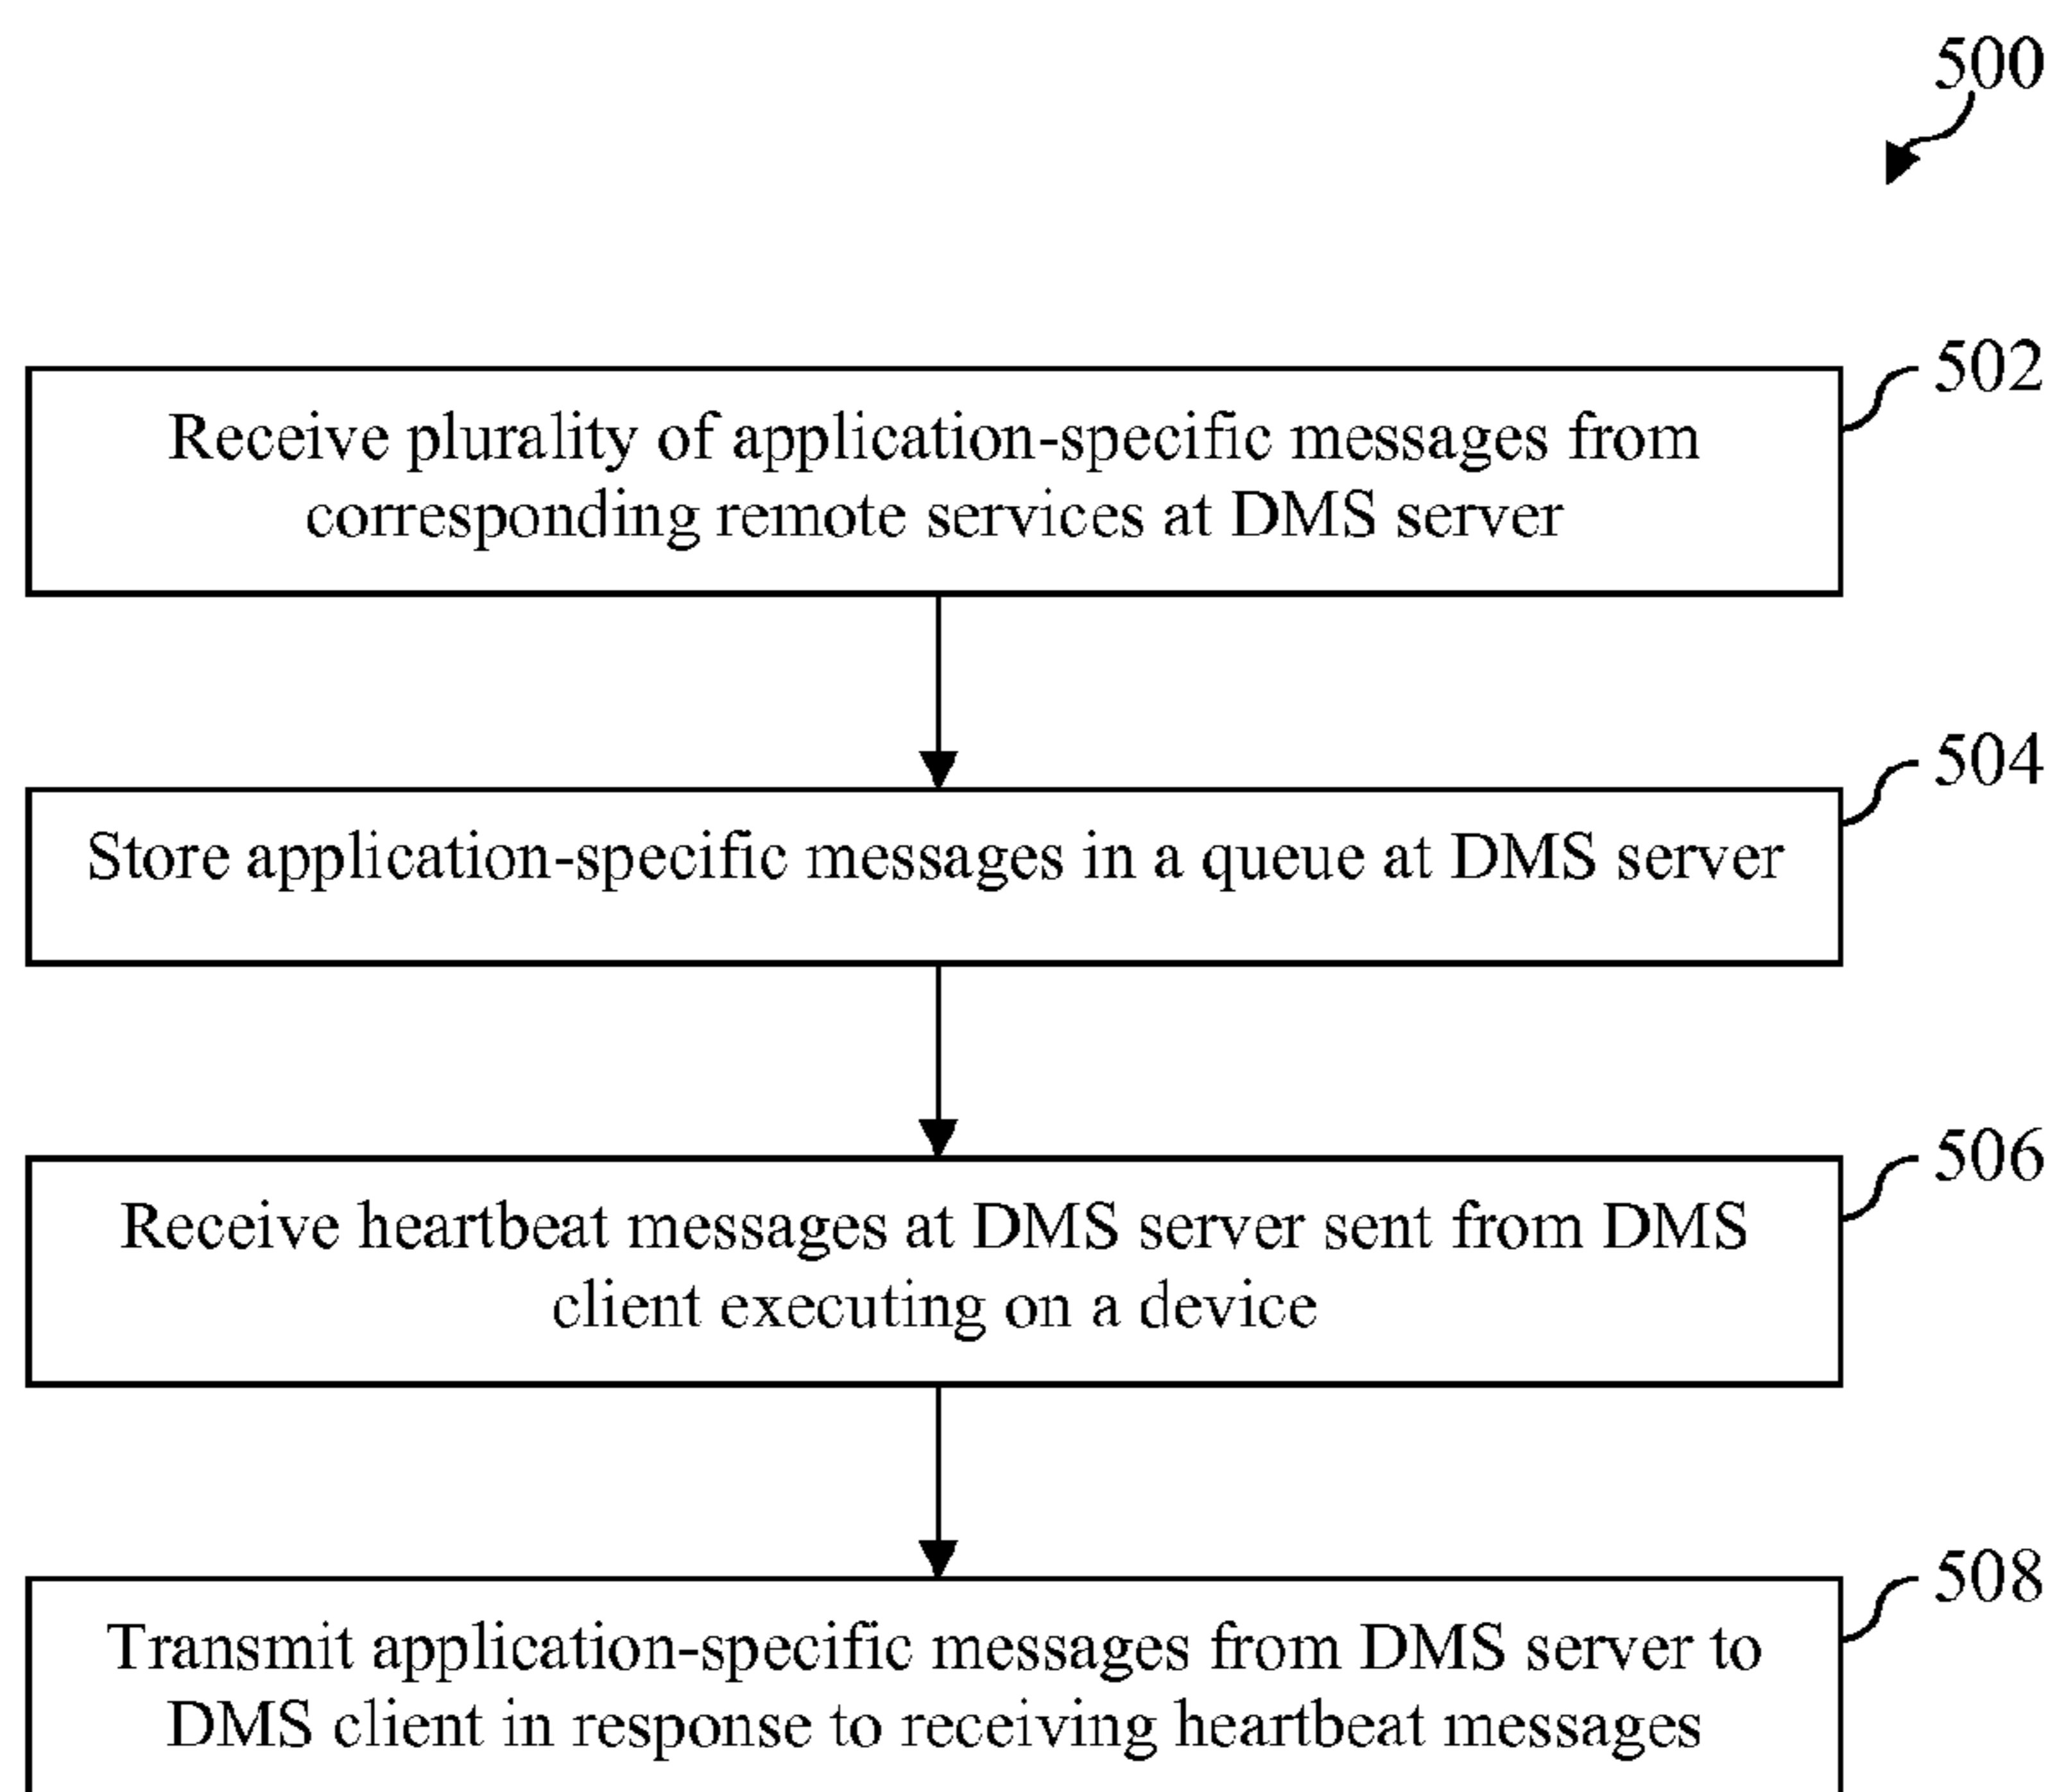 500
502
Receive plurality of application-specific messages from
corresponding remote services at DMS server
504
Store application-specific messages in a queue at DMS server
506
Receive heartbeat messages at DMS server sent from DMS
client executing on a device
508
Transmit application-specific messages from DMS server to
DMS client in response to receiving heartbeat messages